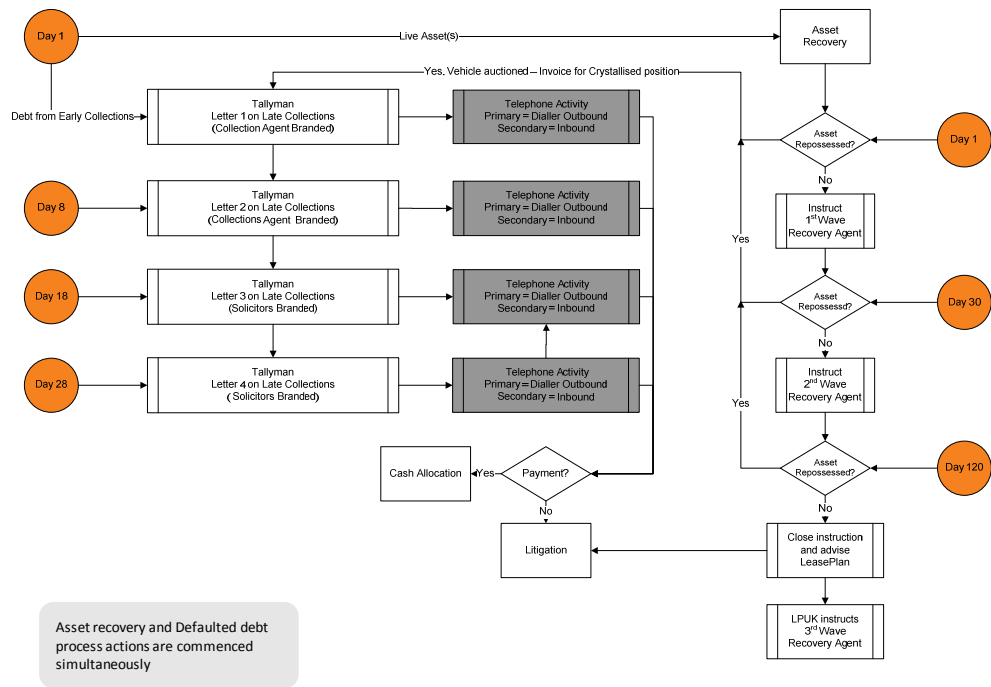 Day 1
Live Asset(s)
Asset
Recovery
Yes. Vehicle auctioned – Invoice for Crystallised position
Debt from Early Collections
Tallyman
Letter 1 on Late Collections
(Collection Agent Branded)
Telephone Activity
Primary = Dialler Outbound
Secondary = Inbound
Asset
Repossessed?
Day 1
No
Day 8
Tallyman
Letter 2 on Late Collections
(Collections Agent Branded)
Telephone Activity
Primary = Dialler Outbound
Secondary = Inbound
Instruct
1st Wave
Recovery Agent
Yes
Day 18
Tallyman
Letter 3 on Late Collections
(Solicitors Branded)
Telephone Activity
Primary = Dialler Outbound
Secondary = Inbound
Asset
Repossessd?
Day 30
No
Day 28
Tallyman
Letter 4 on Late Collections
(Solicitors Branded)
Telephone Activity
Primary = Dialler Outbound
Secondary = Inbound
Instruct
2nd Wave
Recovery Agent
Yes
Cash Allocation
Yes
Payment?
Asset
Repossessed?
Day 120
No
No
Litigation
Close instruction
and advise
LeasePlan
LPUK instructs
3rd Wave
Recovery Agent
Asset recovery and Defaulted debt
process actions are commenced
simultaneously